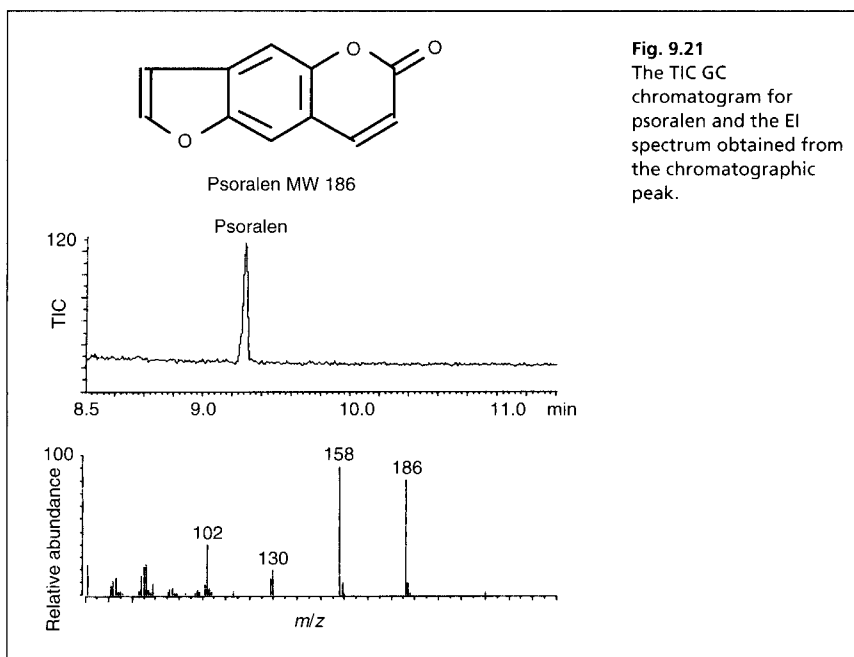 O
O
O
Psoralen MW 186
Fig. 9.21
The TIC GC
chromatogram for
psoralen and the EI
spectrum obtained from
the chromatographic
peak.
Psoralen
120
TIC
8.5 9.0 10.0 11.0 min
100
Relative abundance
158
186
102
130
m/z